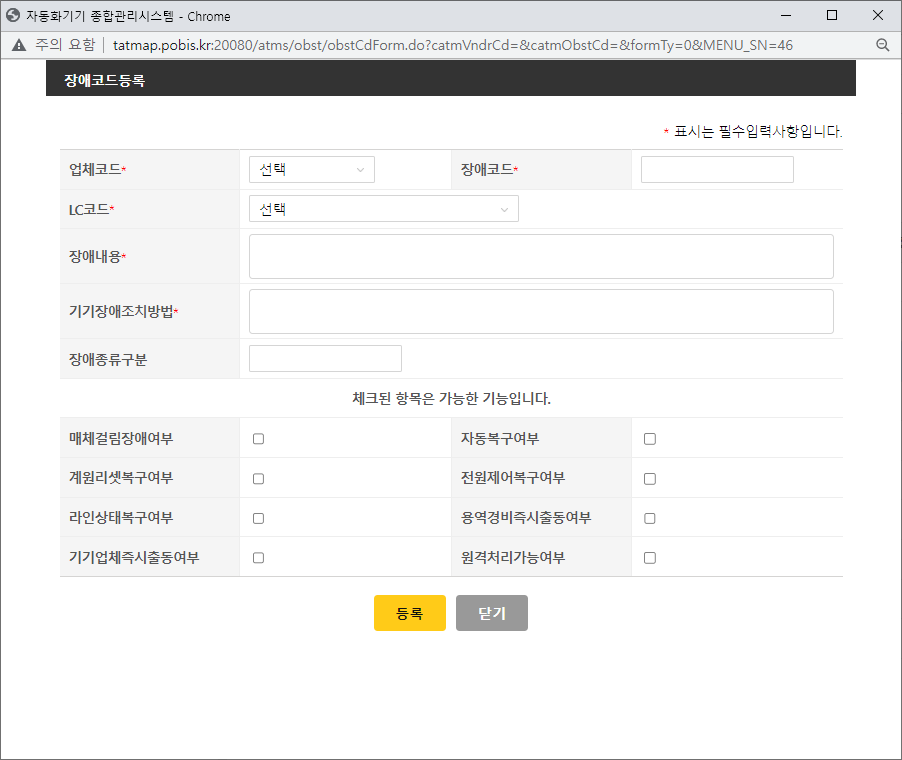 자동화기기 종합관리시스템 - Chrome
주의 요함 tatmap.pobis.kr:20080/atms/obst/obstCdForm.do?catmVndrCd=&catmObstCd=&formTy=0&MENU_SN=46
장애코드등록
* 표시는 필수입력사항입니다.
업체코드* 선택 장애코드*
LC코드* 선택
장애내용*
기기장애조치방법*
장애종류구분
체크된 항목은 가능한 기능입니다.
매체걸림장애여부 자동복구여부
계원리셋복구여부 전원제어복구여부
라인상태복구여부 용역경비즉시출동여부
기기업체즉시출동여부 원격처리가능여부
등록 닫기